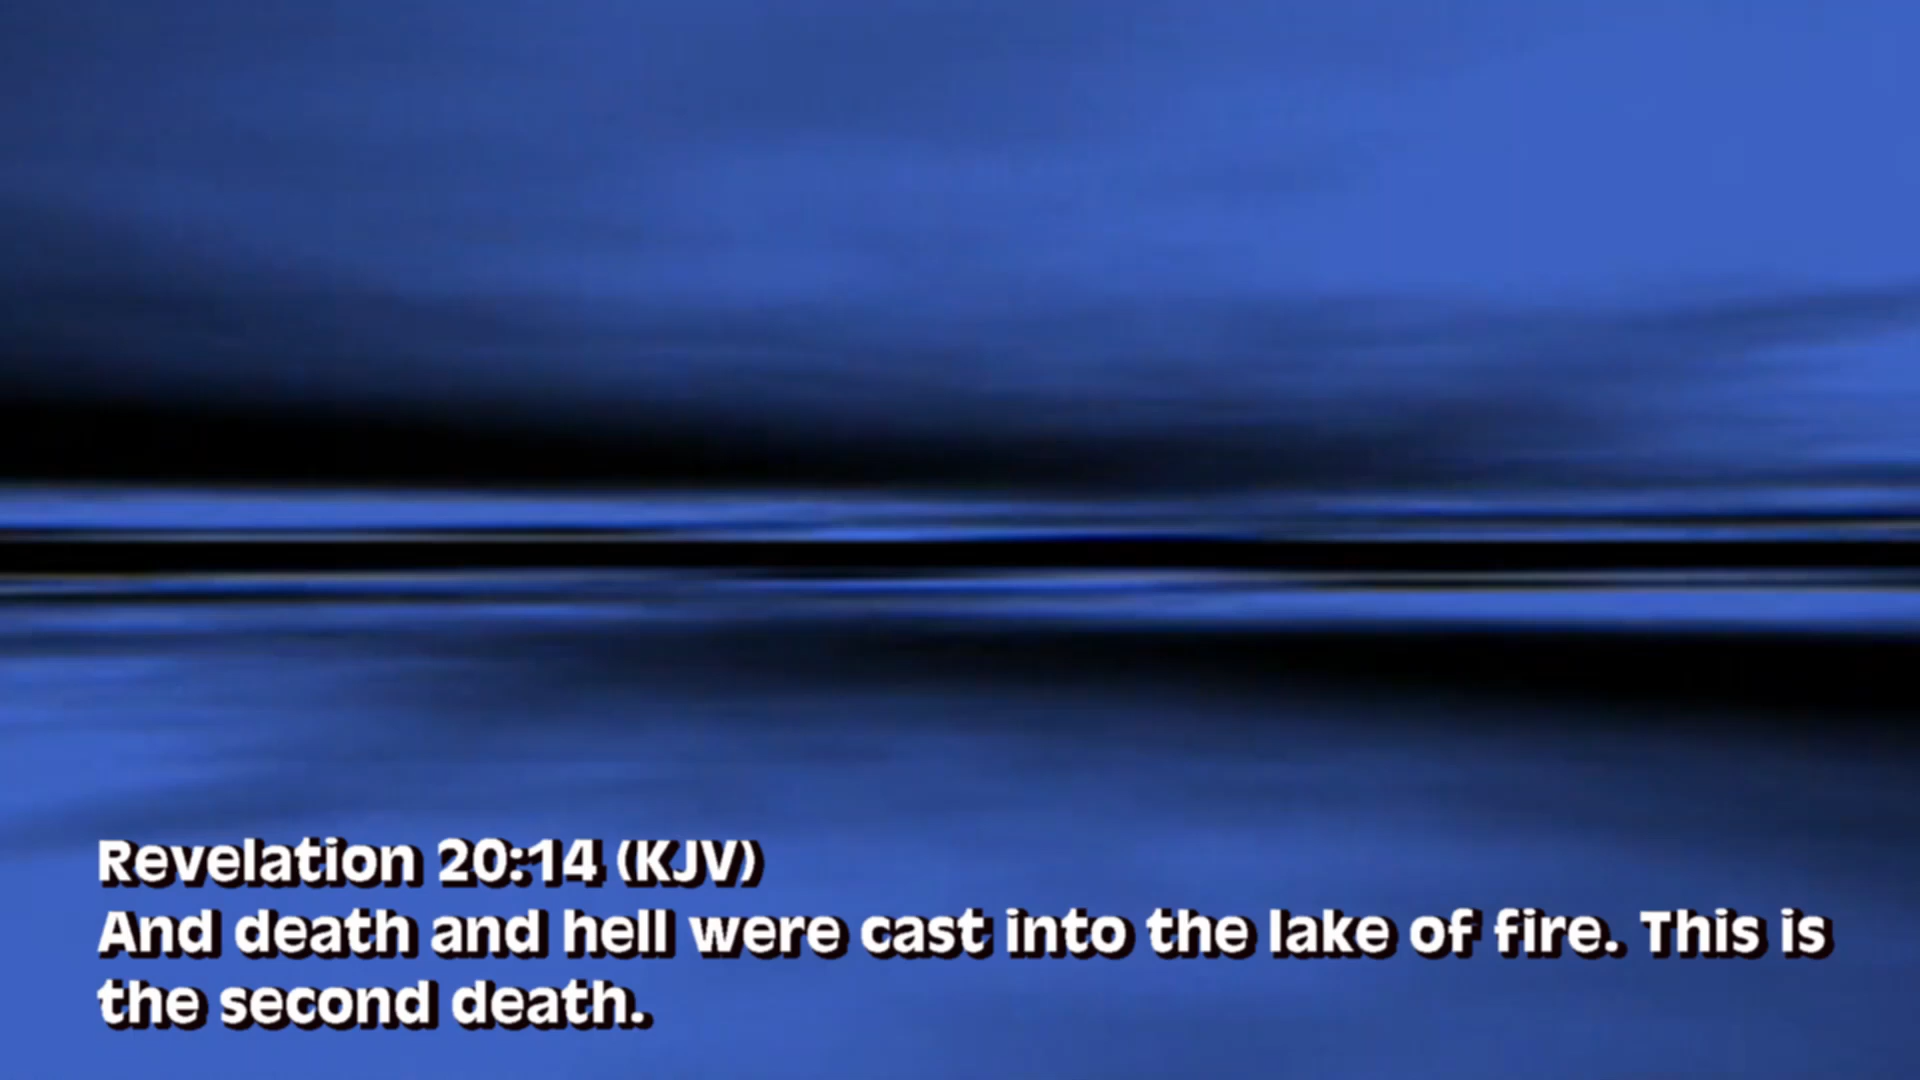 Revelation 20:14 (KJV)
And death and hell were cast into the lake of fire. This is
the second death.